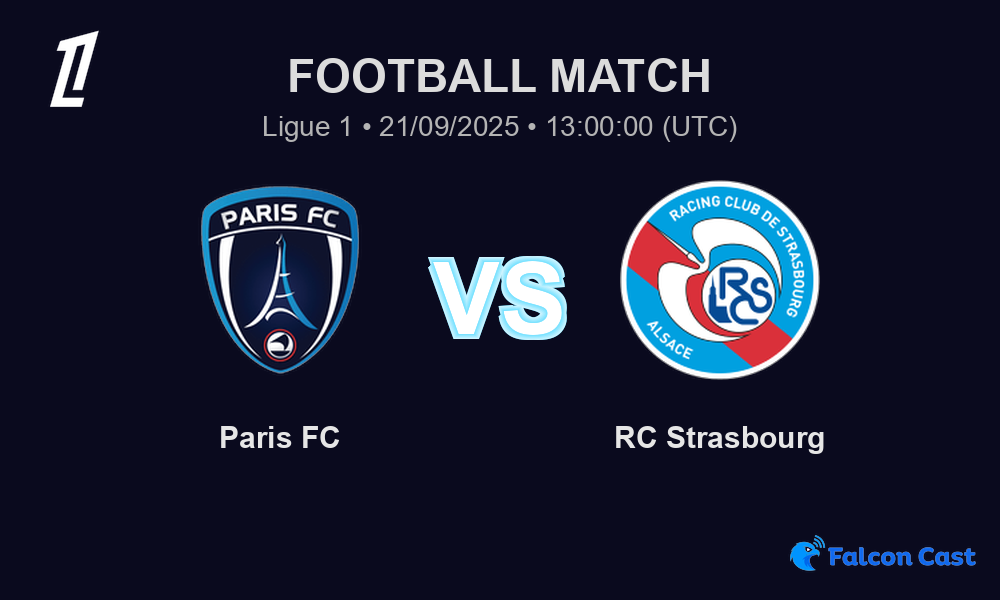 FOOTBALL MATCH
Ligue 1 • 21/09/2025 • 13:00:00 (UTC)
PARIS FC
VS
RACING CLUB DE STRASBOURG
RCS
ALSACE
Paris FC
RC Strasbourg
Falcon Cast